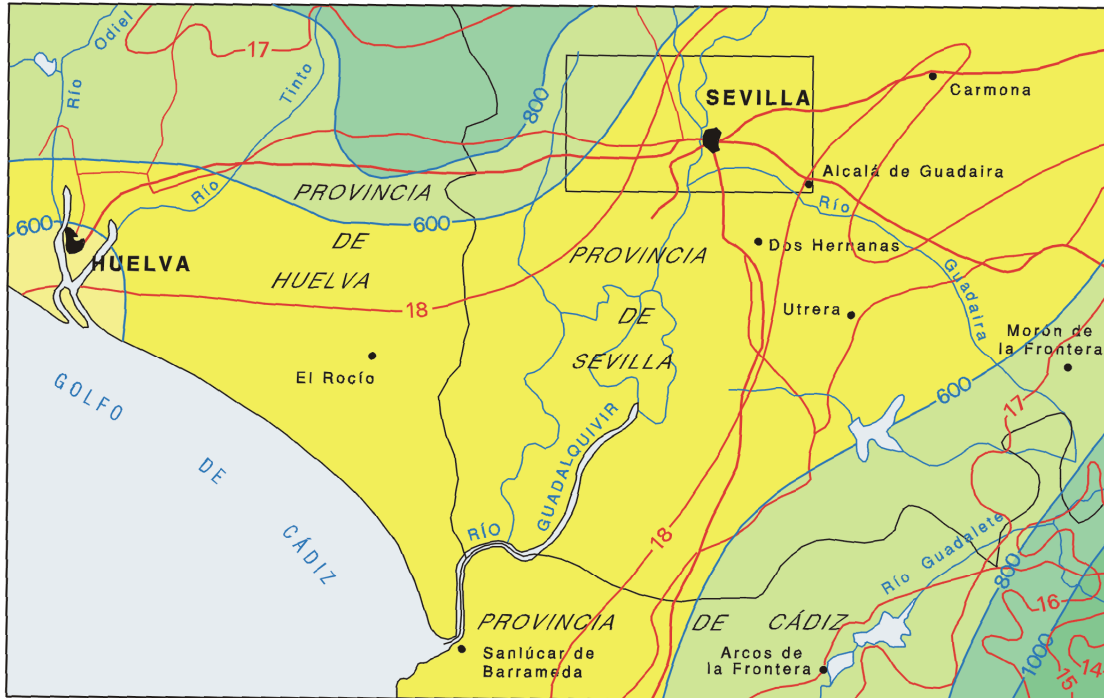 Río Odiel
17
Río Tinto
800
SEVILLA
Carmona
Alcalá de Guadaira
PROVINCIA
DE
HUELVA
600
600
HUELVA
Río Guadaira
Dos Hernanas
PROVINCIA
DE
SEVILLA
18
Utrera
Morón de
la Frontera
El Rocío
600
17
GOLFO
DE
CÁDIZ
RÍO GUADALQUIVIR
18
Río Guadalete
800
16
1000
15
14
PROVINCIA DE CÁDIZ
Sanlúcar de
Barrameda
Arcos de
la Frontera